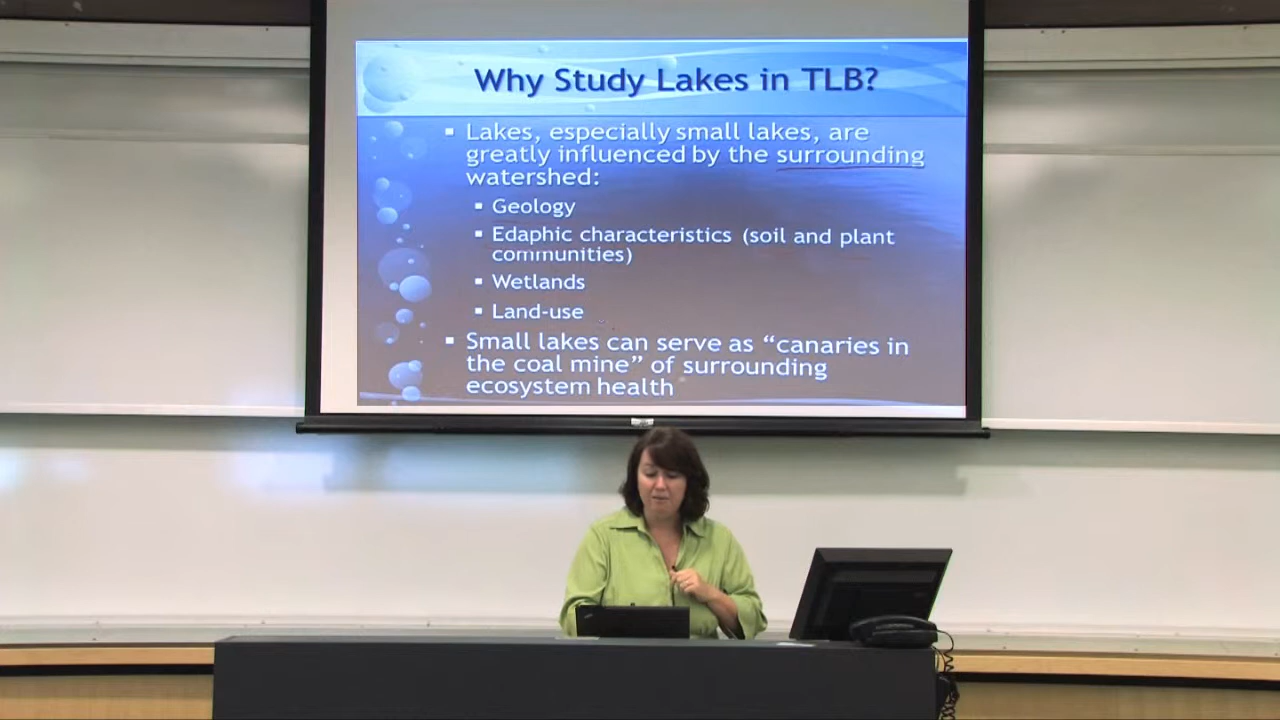 Why Study Lakes in TLB?
▪ Lakes, especially small lakes, are
greatly influenced by the surrounding
watershed:
▪ Geology
▪ Edaphic characteristics (soil and plant
communities)
▪ Wetlands
▪ Land-use
▪ Small lakes can serve as “canaries in
the coal mine” of surrounding
ecosystem health